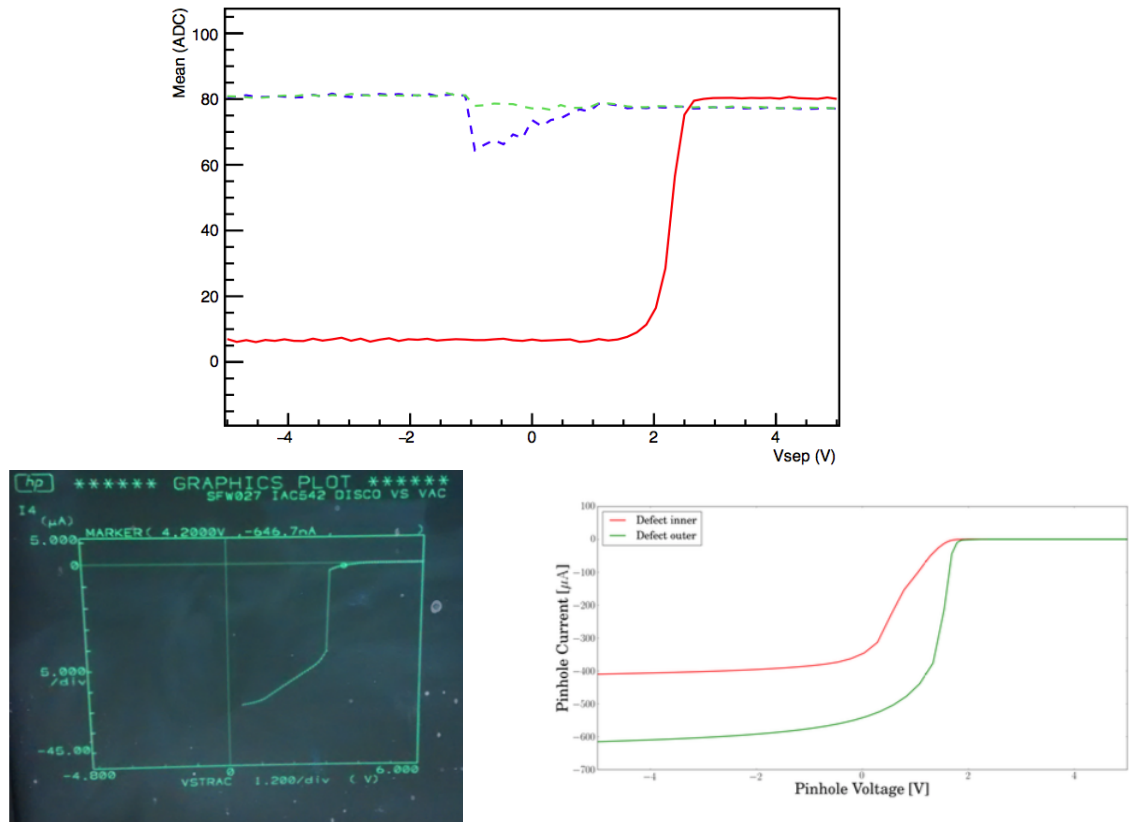 Mean (ADC)
100
80
60
40
20
0
−4
−2
0
2
4
Vsep (V)
hp
****** GRAPHICS PLOT ******
SFW027 IAC642 DISCO VS VAC
I4
(µA)
MARKER( 4.2000V ,-646.7nA , )
5.000
0
5.000
/div
-45.00
-4.800
0
6.000
VSTRAC 1.200/div ( V)
Defect inner
Defect outer
Pinhole Current [µA]
100
0
−100
−200
−300
−400
−500
−600
−700
−4
−2
0
2
4
Pinhole Voltage [V]